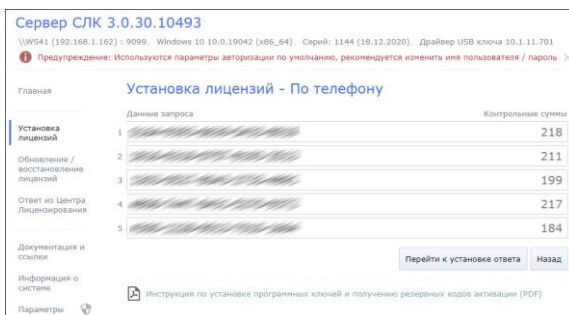 Сервер СЛК 3.0.30.10493
\\WS41 (192.168.1.162) : 9099. Windows 10 10.0.19042 (x86_64). Серий: 1144 (18.12.2020). Драйвер USB ключа 10.1.11.701
Предупреждение: Используются параметры авторизации по умолчанию, рекомендуется изменить имя пользователя / пароль
Главная
Установка лицензий - По телефону
Данные запроса Контрольные суммы
Установка
лицензий
1 218
Обновление /
восстановление
лицензий
2 211
3 199
Ответ из Центра
Лицензирования
4 217
5 184
Документация и
ссылки
Перейти к установке ответа Назад
Информация о
системе
Инструкция по установке программных ключей и получению резервных кодов активации (PDF)
Параметры